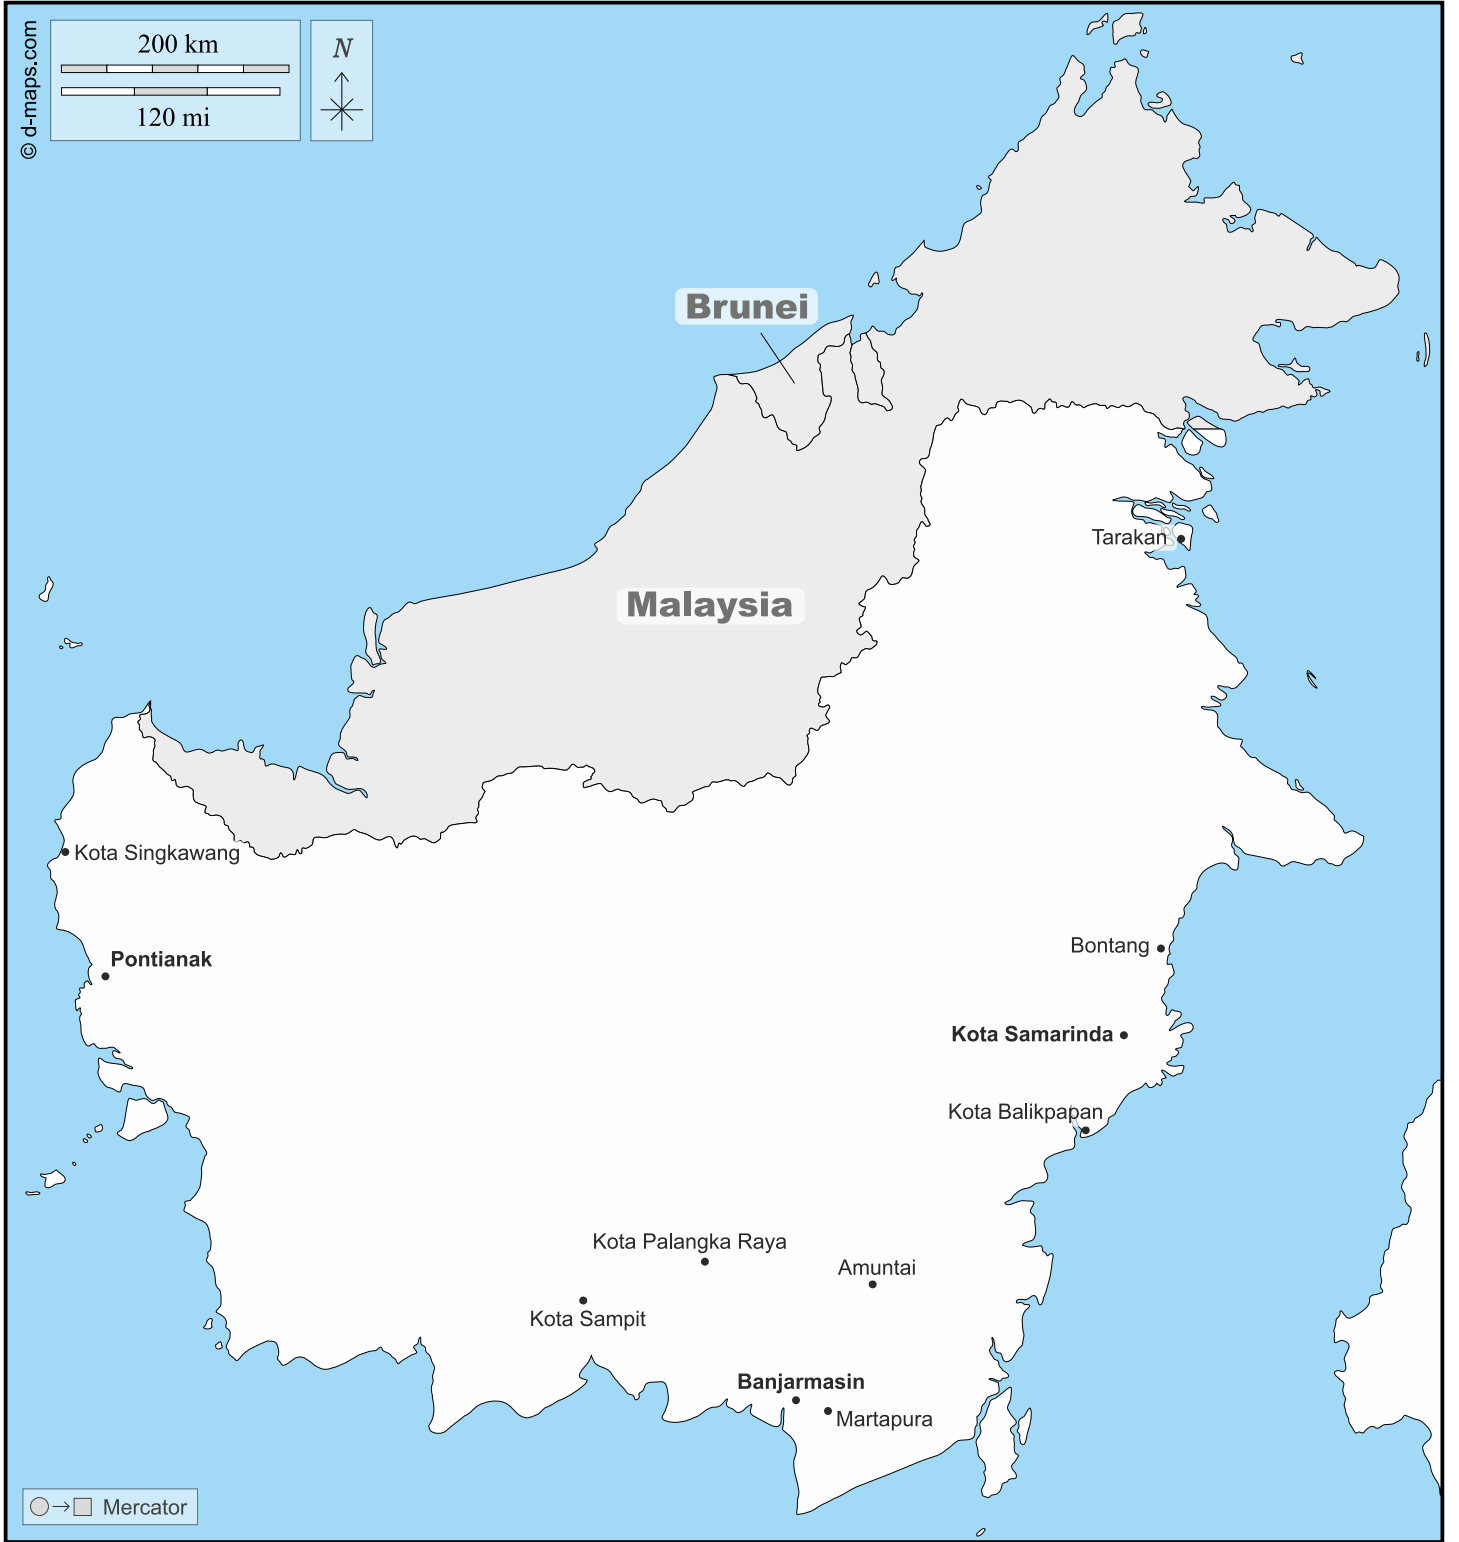 © d-maps.com
200 km
120 mi
N
Brunei
Malaysia
Tarakan
Kota Singkawang
Pontianak
Bontang
Kota Samarinda
Kota Balikpapan
Kota Palangka Raya
Amuntai
Kota Sampit
Banjarmasin
Martapura
Mercator